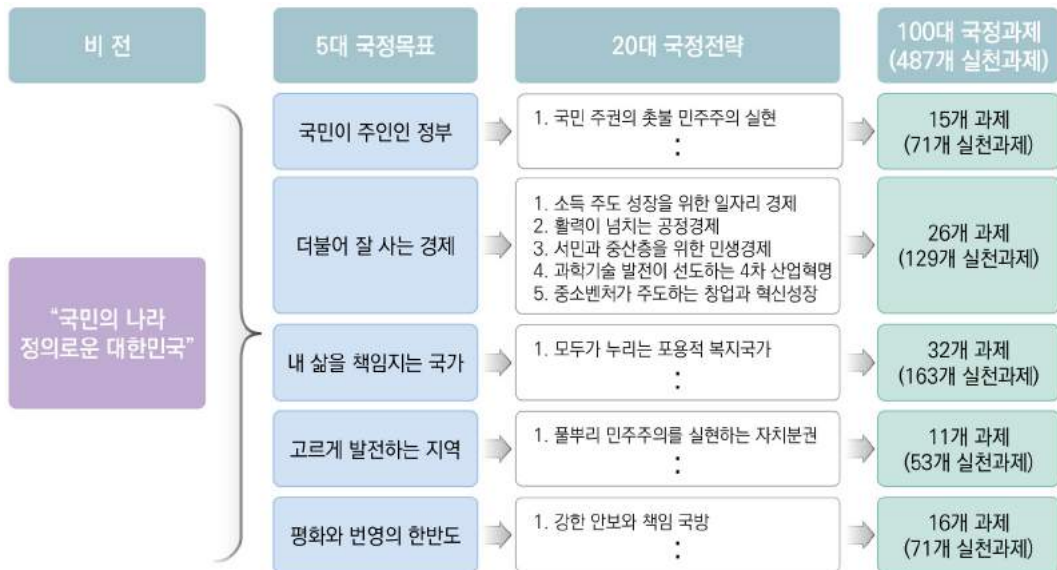 비 전
5대 국정목표
20대 국정전략
100대 국정과제
(487개 실천과제)
"국민의 나라
정의로운 대한민국"
국민이 주인인 정부
1. 국민 주권의 촛불 민주주의 실현
:
15개 과제
(71개 실천과제)
더불어 잘 사는 경제
1. 소득 주도 성장을 위한 일자리 경제
2. 활력이 넘치는 공정경제
3. 서민과 중산층을 위한 민생경제
4. 과학기술 발전이 선도하는 4차 산업혁명
5. 중소벤처가 주도하는 창업과 혁신성장
26개 과제
(129개 실천과제)
내 삶을 책임지는 국가
1. 모두가 누리는 포용적 복지국가
:
32개 과제
(163개 실천과제)
고르게 발전하는 지역
1. 풀뿌리 민주주의를 실현하는 자치분권
:
11개 과제
(53개 실천과제)
평화와 번영의 한반도
1. 강한 안보와 책임 국방
:
16개 과제
(71개 실천과제)